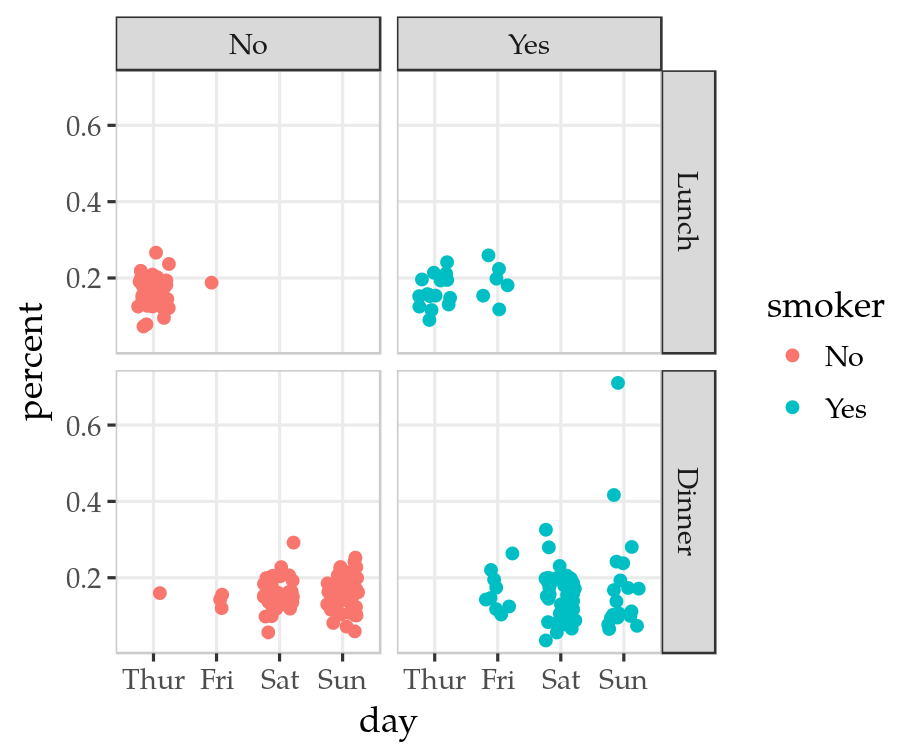 No Yes
0.6
0.4
0.2
Lunch
percent
smoker
No
Yes
0.6
0.4
0.2
Dinner
Thur Fri Sat Sun Thur Fri Sat Sun
day